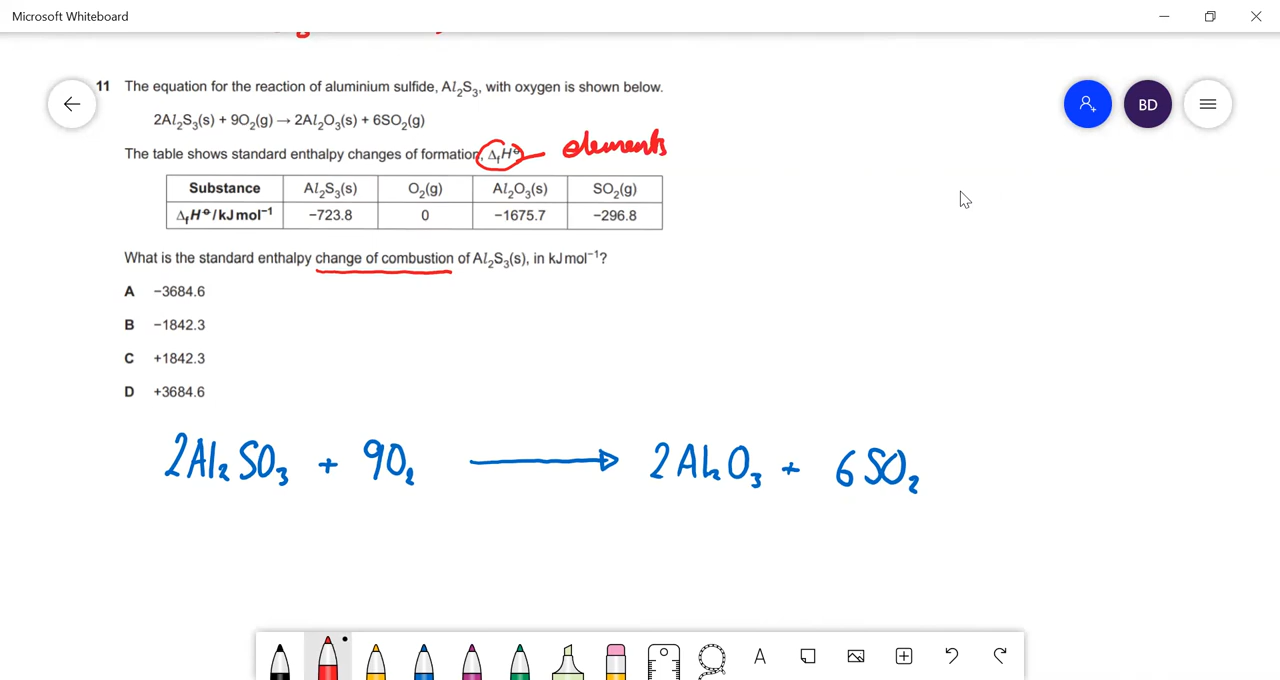 Microsoft Whiteboard
11 The equation for the reaction of aluminium sulfide, Al₂S₃, with oxygen is shown below.
BD
2Al₂S₃(s) + 9O₂(g) → 2Al₂O₃(s) + 6SO₂(g)
The table shows standard enthalpy changes of formation, ΔfH⦵ elements
Substance Al₂S₃(s) O₂(g) Al₂O₃(s) SO₂(g)
ΔfH⦵/kJ mol⁻¹ −723.8 0 −1675.7 −296.8
What is the standard enthalpy change of combustion of Al₂S₃(s), in kJ mol⁻¹?
A −3684.6
B −1842.3
C +1842.3
D +3684.6
2Al₂SO₃ + 9O₂ → 2Al₂O₃ + 6SO₂
A